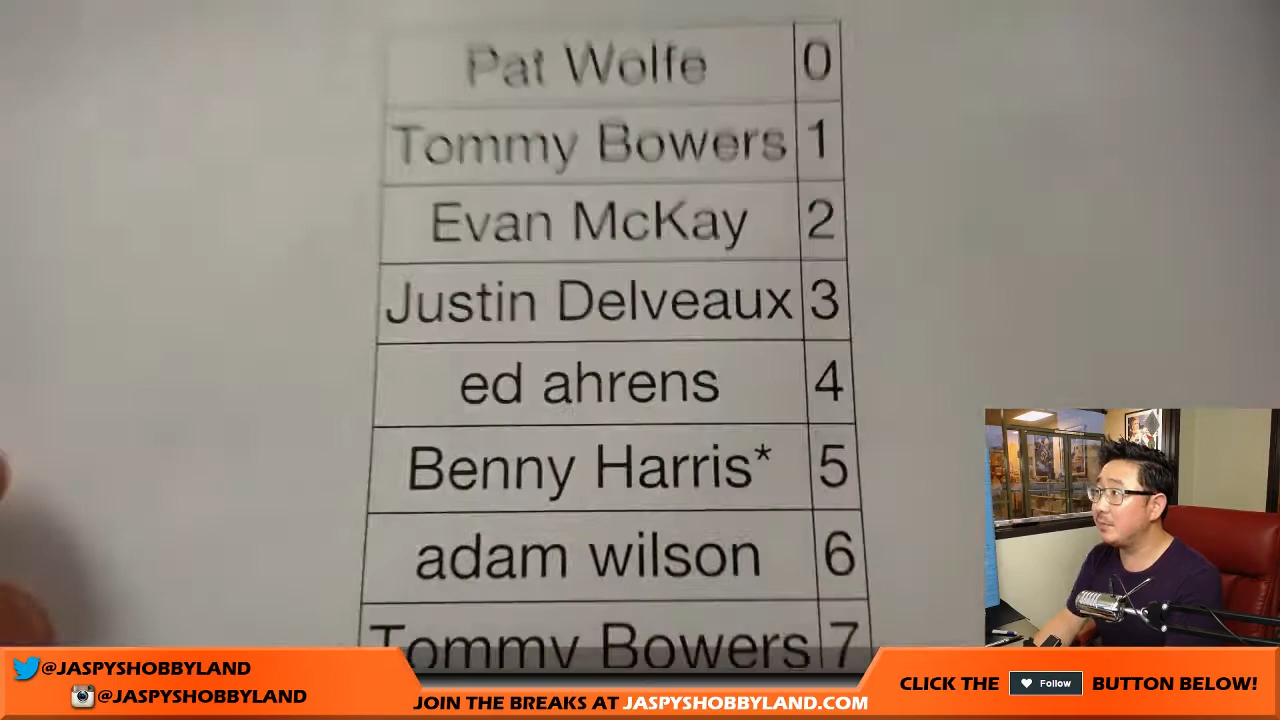 Pat Wolfe 0
Tommy Bowers 1
Evan McKay 2
Justin Delveaux 3
ed ahrens 4
Benny Harris* 5
adam wilson 6
Tommy Bowers 7
@JASPYSHOBBYLAND
@JASPYSHOBBYLAND
JOIN THE BREAKS AT JASPYSHOBBYLAND.COM
CLICK THE Follow BUTTON BELOW!